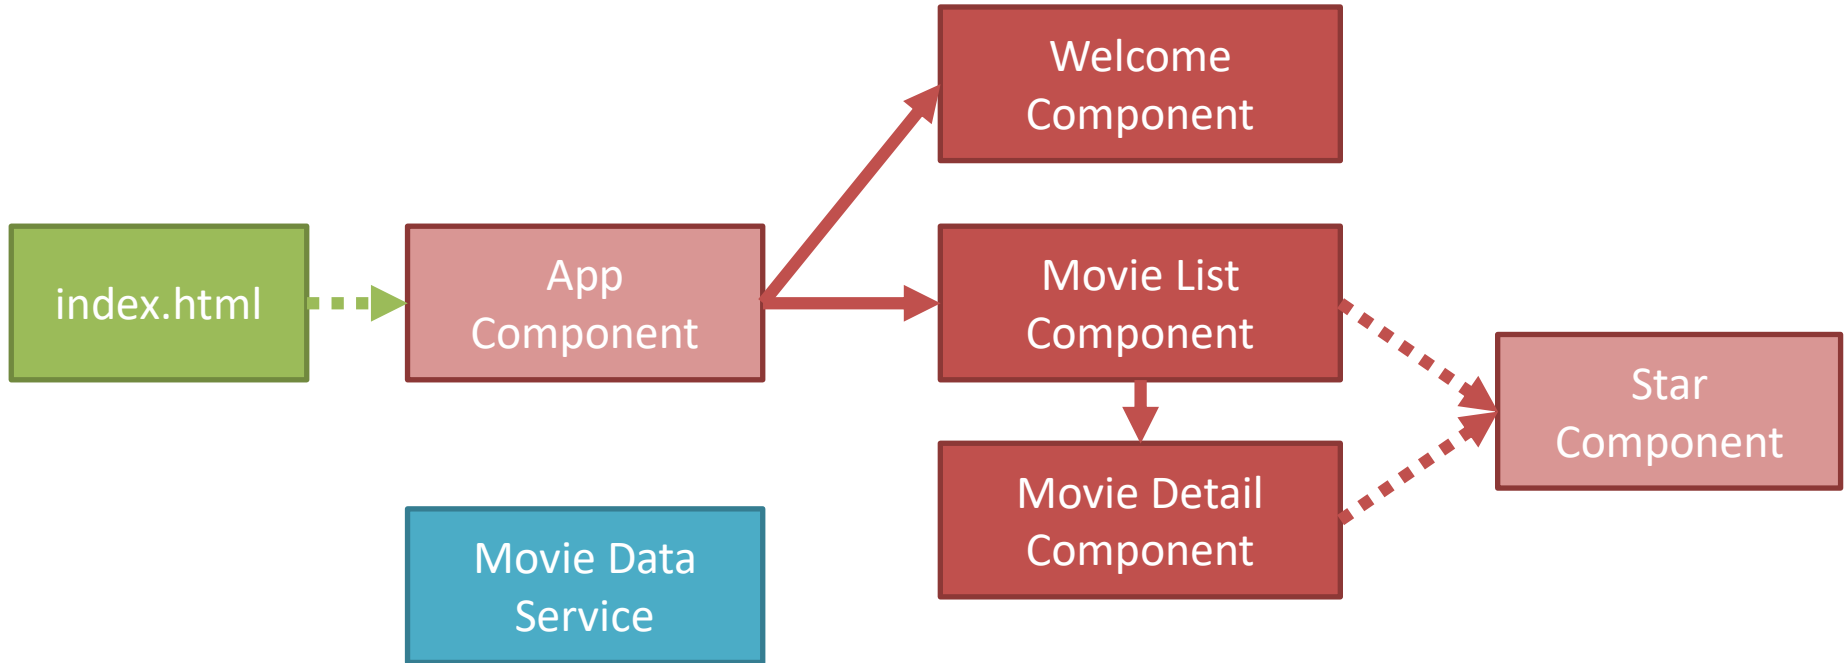 Welcome
Component
index.html
App
Component
Movie List
Component
Star
Component
Movie Detail
Component
Movie Data
Service